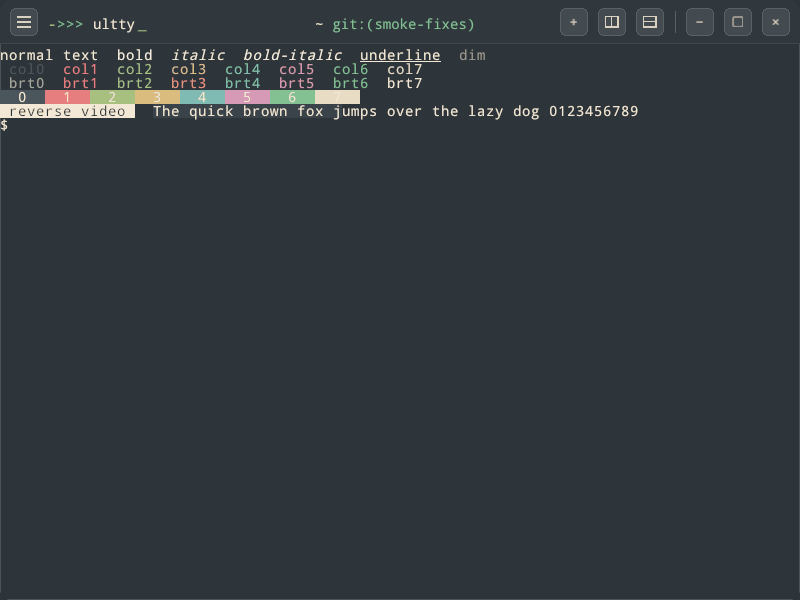 ->>> ultty_ ~ git:(smoke-fixes)
normal text bold italic bold-italic underline dim
col0 col1 col2 col3 col4 col5 col6 col7
brt0 brt1 brt2 brt3 brt4 brt5 brt6 brt7
0 1 2 3 4 5 6 7
reverse video The quick brown fox jumps over the lazy dog 0123456789
$